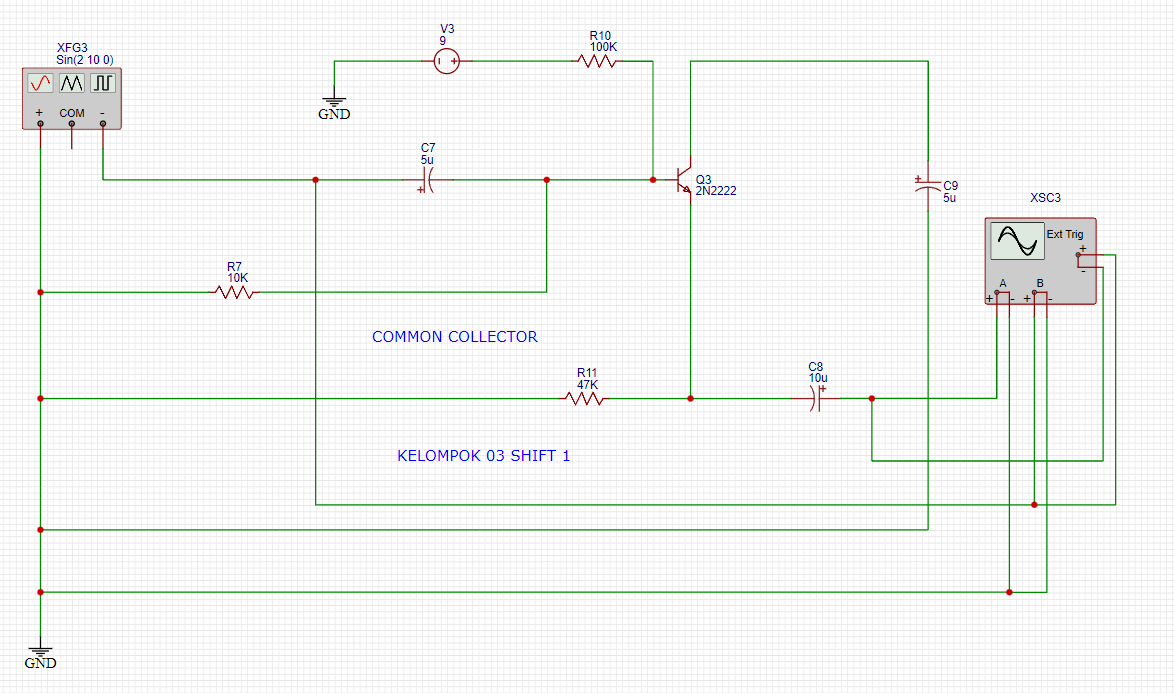 V3
9
R10
100K
XFG3
Sin(2 10 0)
+ COM -
GND
C7
5u
Q3
2N2222
C9
5u
XSC3
Ext Trig
+
-
A B
+ - + -
R7
10K
COMMON COLLECTOR
R11
47K
C8
10u
KELOMPOK 03 SHIFT 1
GND